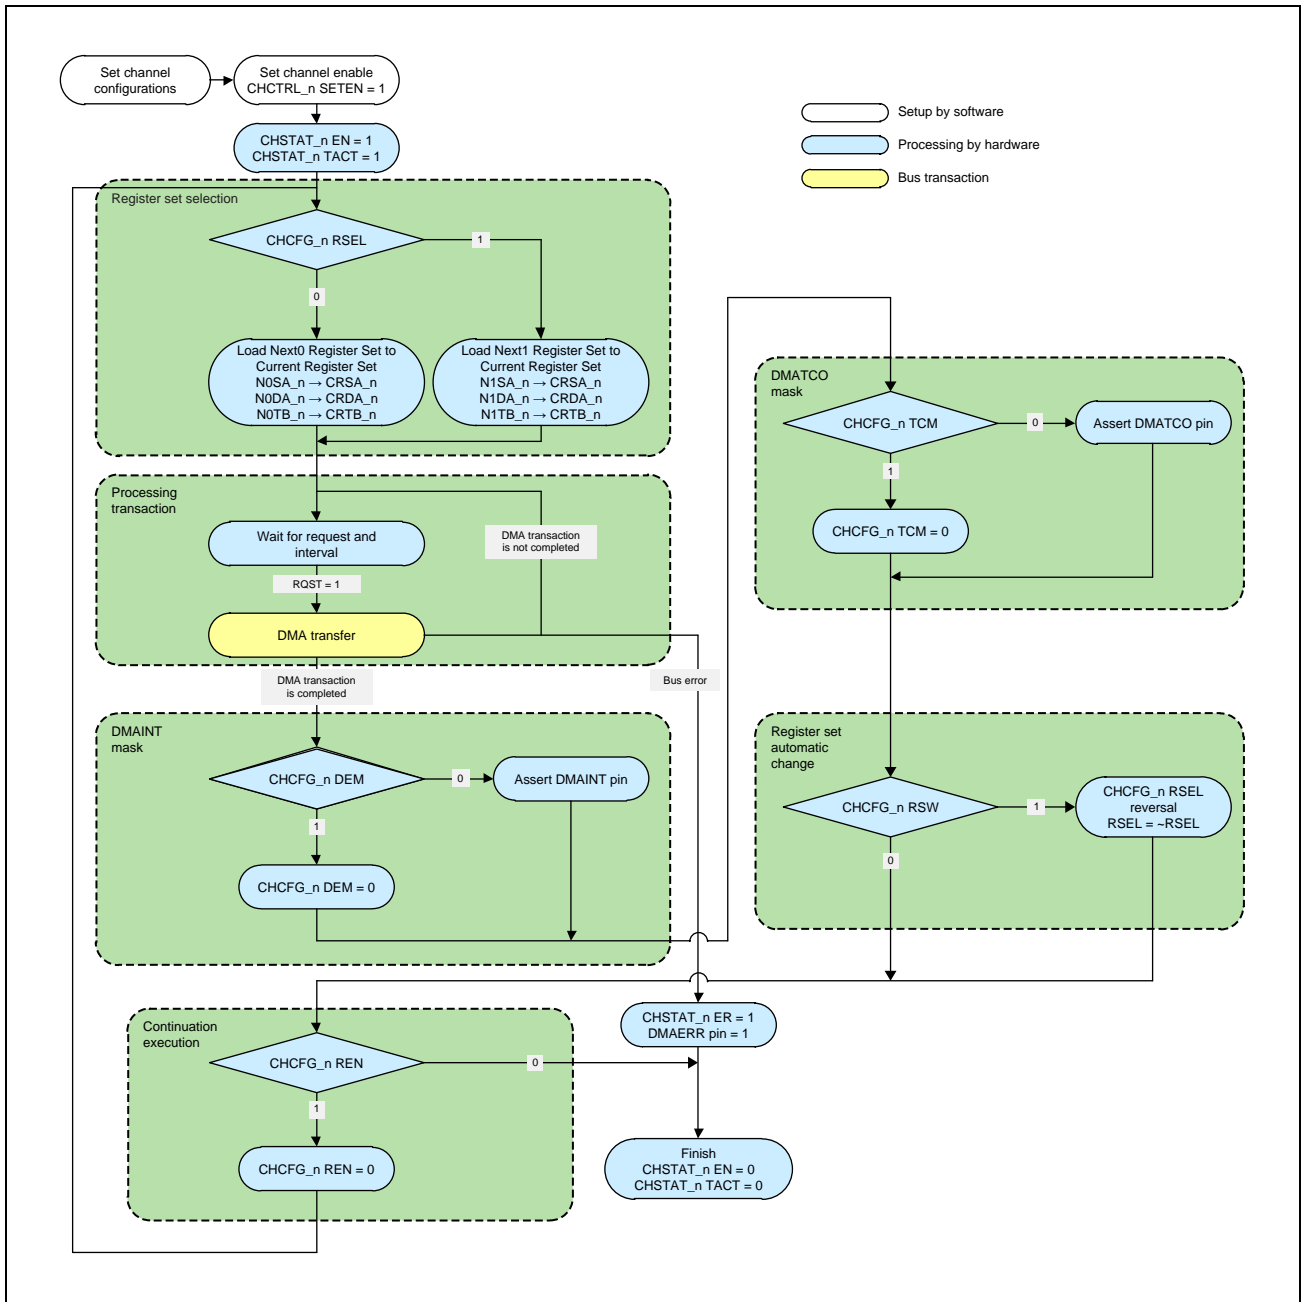 Set channel
configurations
Set channel enable
CHCTRL_n SETEN = 1
CHSTAT_n EN = 1
CHSTAT_n TACT = 1
Setup by software
Processing by hardware
Bus transaction
Register set selection
CHCFG_n RSEL
1
0
Load Next0 Register Set to
Current Register Set
N0SA_n → CRSA_n
N0DA_n → CRDA_n
N0TB_n → CRTB_n
Load Next1 Register Set to
Current Register Set
N1SA_n → CRSA_n
N1DA_n → CRDA_n
N1TB_n → CRTB_n
Processing
transaction
Wait for request and
interval
DMA transaction
is not completed
RQST = 1
DMA transfer
DMA transaction
is completed
Bus error
DMAINT
mask
CHCFG_n DEM
0
Assert DMAINT pin
1
CHCFG_n DEM = 0
DMATCO
mask
CHCFG_n TCM
0
Assert DMATCO pin
1
CHCFG_n TCM = 0
Register set
automatic
change
CHCFG_n RSW
1
CHCFG_n RSEL
reversal
RSEL = ~RSEL
0
Continuation
execution
CHCFG_n REN
0
1
CHCFG_n REN = 0
CHSTAT_n ER = 1
DMAERR pin = 1
Finish
CHSTAT_n EN = 0
CHSTAT_n TACT = 0